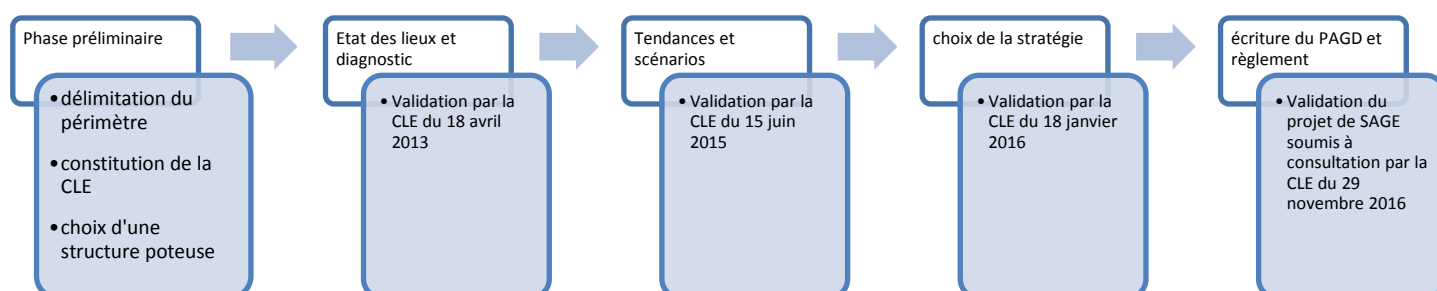 Phase préliminaire
•délimitation du
périmètre
•constitution de la
CLE
•choix d'une
structure poteuse
Etat des lieux et
diagnostic
• Validation par la
CLE du 18 avril
2013
Tendances et
scénarios
• Validation par la
CLE du 15 juin
2015
choix de la stratégie
• Validation par la
CLE du 18 janvier
2016
écriture du PAGD et
règlement
• Validation du
projet de SAGE
soumis à
consultation par la
CLE du 29
novembre 2016